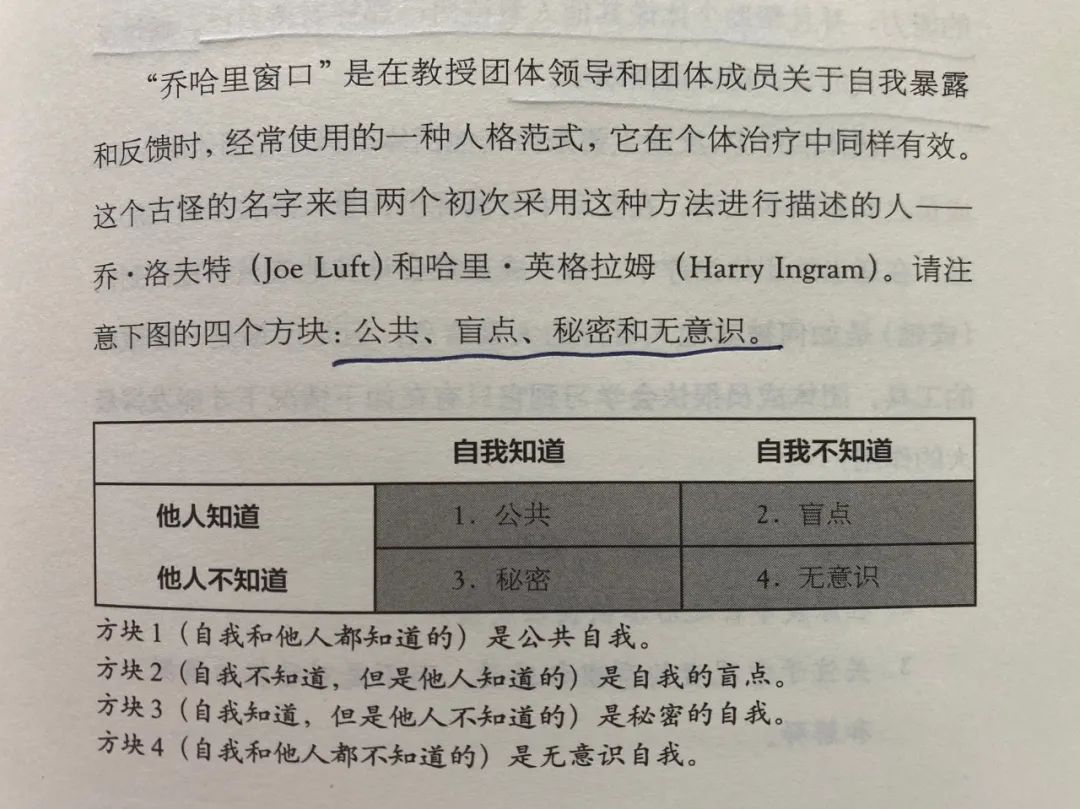 “乔哈里窗口”是在教授团体领导和团体成员关于自我暴露
和反馈时，经常使用的一种人格范式，它在个体治疗中同样有效。
这个古怪的名字来自两个初次采用这种方法进行描述的人——
乔·洛夫特（Joe Luft）和哈里·英格拉姆（Harry Ingram）。请注
意下图的四个方块：公共、盲点、秘密和无意识。
自我知道 自我不知道
他人知道 1. 公共 2. 盲点
他人不知道 3. 秘密 4. 无意识
方块1（自我和他人都知道的）是公共自我。
方块2（自我不知道，但是他人知道的）是自我的盲点。
方块3（自我知道，但是他人不知道的）是秘密的自我。
方块4（自我和他人都不知道的）是无意识自我。